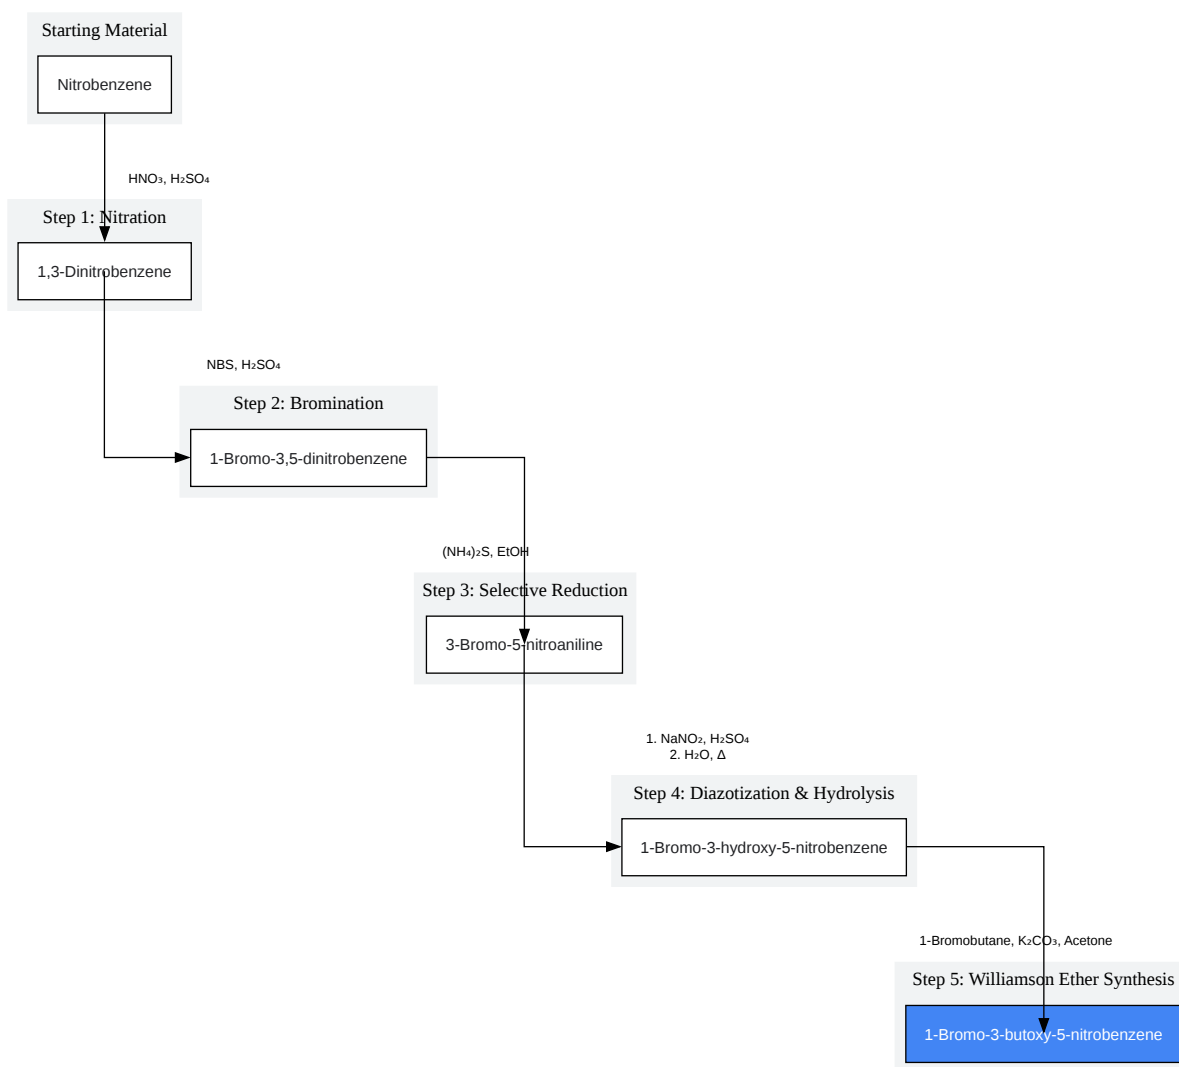 Starting Material
Nitrobenzene
HNO₃, H₂SO₄
Step 1: Nitration
1,3-Dinitrobenzene
NBS, H₂SO₄
Step 2: Bromination
1-Bromo-3,5-dinitrobenzene
(NH₄)₂S, EtOH
Step 3: Selective Reduction
3-Bromo-5-nitroaniline
1. NaNO₂, H₂SO₄
2. H₂O, Δ
Step 4: Diazotization & Hydrolysis
1-Bromo-3-hydroxy-5-nitrobenzene
1-Bromobutane, K₂CO₃, Acetone
Step 5: Williamson Ether Synthesis
1-Bromo-3-butoxy-5-nitrobenzene